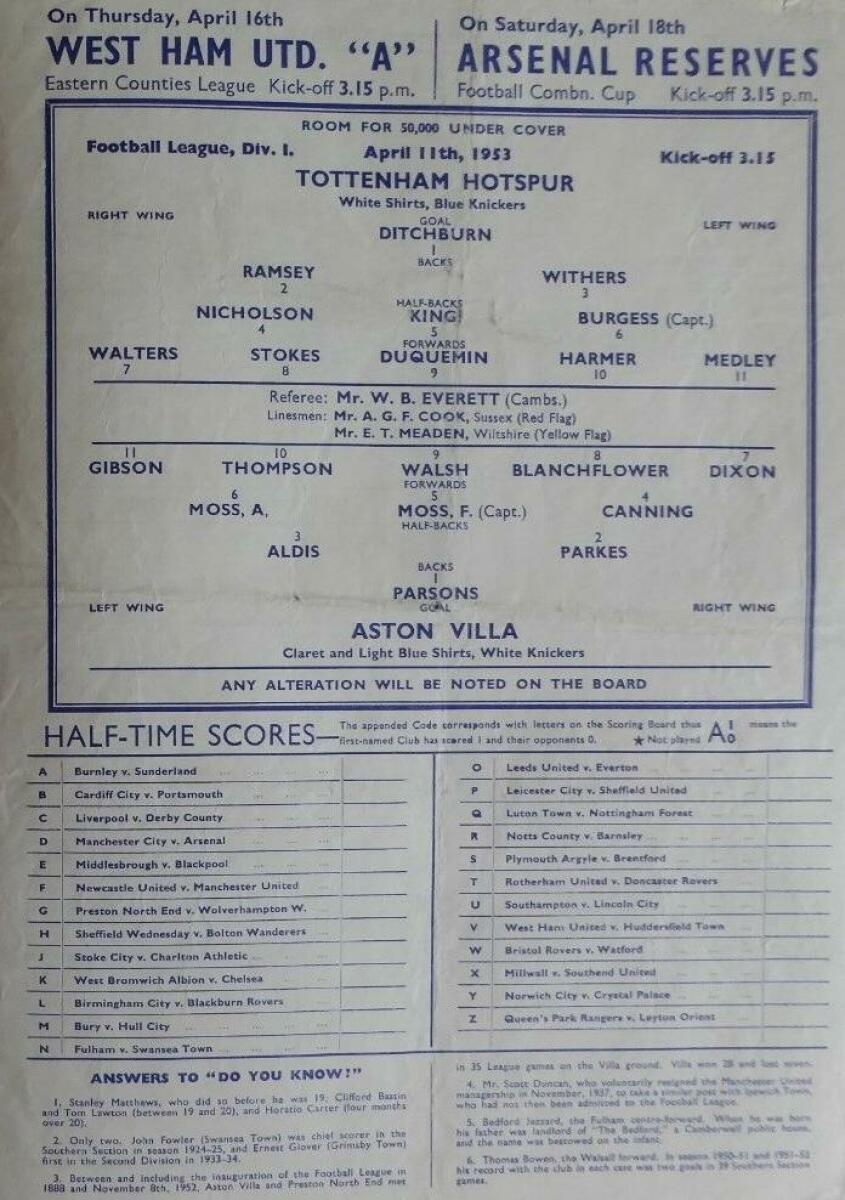 On Thursday, April 16th
WEST HAM UTD. "A"
Eastern Counties League Kick-off 3.15 p.m.
On Saturday, April 18th
ARSENAL RESERVES
Football Combn. Cup Kick-off 3.15 p.m.
ROOM FOR 50,000 UNDER COVER
Football League, Div. I. April 11th, 1953 Kick-off 3.15
TOTTENHAM HOTSPUR
White Shirts, Blue Knickers
RIGHT WING GOAL LEFT WING
DITCHBURN
1
BACKS
RAMSEY WITHERS
2 3
HALF-BACKS
NICHOLSON KING BURGESS (Capt.)
4 5 6
FORWARDS
WALTERS STOKES DUQUEMIN HARMER MEDLEY
7 8 9 10 11
Referee: Mr. W. B. EVERETT (Cambs.)
Linesmen: Mr. A. G. F. COOK, Sussex (Red Flag)
Mr. E. T. MEADEN, Wiltshire (Yellow Flag)
11 10 9 8 7
GIBSON THOMPSON WALSH BLANCHFLOWER DIXON
FORWARDS
6 5 4
MOSS, A, MOSS, F. (Capt.) CANNING
HALF-BACKS
3 2
ALDIS PARKES
BACKS
1
PARSONS
LEFT WING GOAL RIGHT WING
ASTON VILLA
Claret and Light Blue Shirts, White Knickers
ANY ALTERATION WILL BE NOTED ON THE BOARD
HALF-TIME SCORES—The appended Code corresponds with letters on the Scoring Board thus A 1 0 means the
first-named Club has scored 1 and their opponents 0. ★ Not played
A Burnley v. Sunderland
B Cardiff City v. Portsmouth
C Liverpool v. Derby County
D Manchester City v. Arsenal
E Middlesbrough v. Blackpool
F Newcastle United v. Manchester United
G Preston North End v. Wolverhampton W.
H Sheffield Wednesday v. Bolton Wanderers
J Stoke City v. Charlton Athletic
K West Bromwich Albion v. Chelsea
L Birmingham City v. Blackburn Rovers
M Bury v. Hull City
N Fulham v. Swansea Town
O Leeds United v. Everton
P Leicester City v. Sheffield United
Q Luton Town v. Nottingham Forest
R Notts County v. Barnsley
S Plymouth Argyle v. Brentford
T Rotherham United v. Doncaster Rovers
U Southampton v. Lincoln City
V West Ham United v. Huddersfield Town
W Bristol Rovers v. Watford
X Millwall v. Southend United
Y Norwich City v. Crystal Palace
Z Queen's Park Rangers v. Leyton Orient
ANSWERS TO "DO YOU KNOW?"
1. Stanley Matthews, who did so before he was 19; Clifford Bastin
and Tom Lawton (between 19 and 20), and Horatio Carter (four months
over 20).
2. Only two. John Fowler (Swansea Town) was chief scorer in the
Southern Section in season 1924-25, and Ernest Glover (Grimsby Town)
first in the Second Division in 1933-34.
3. Between and including the inauguration of the Football League in
1888 and November 8th, 1952, Aston Villa and Preston North End met
in 35 League games on the Villa ground. Villa won 28 and lost seven.
4. Mr. Scott Duncan, who voluntarily resigned the Manchester United
managership in November, 1937, to take a similar post with Ipswich Town,
who had not then been admitted to the Football League.
5. Bedford Jezzard, the Fulham centre-forward. When he was born
his father was landlord of "The Bedford," a Camberwell public house,
and the name was bestowed on the infant.
6. Thomas Bowen, the Walsall forward. In season 1950-51 and 1951-52
his record with the club in each case was two goals in 39 Southern Section
games.